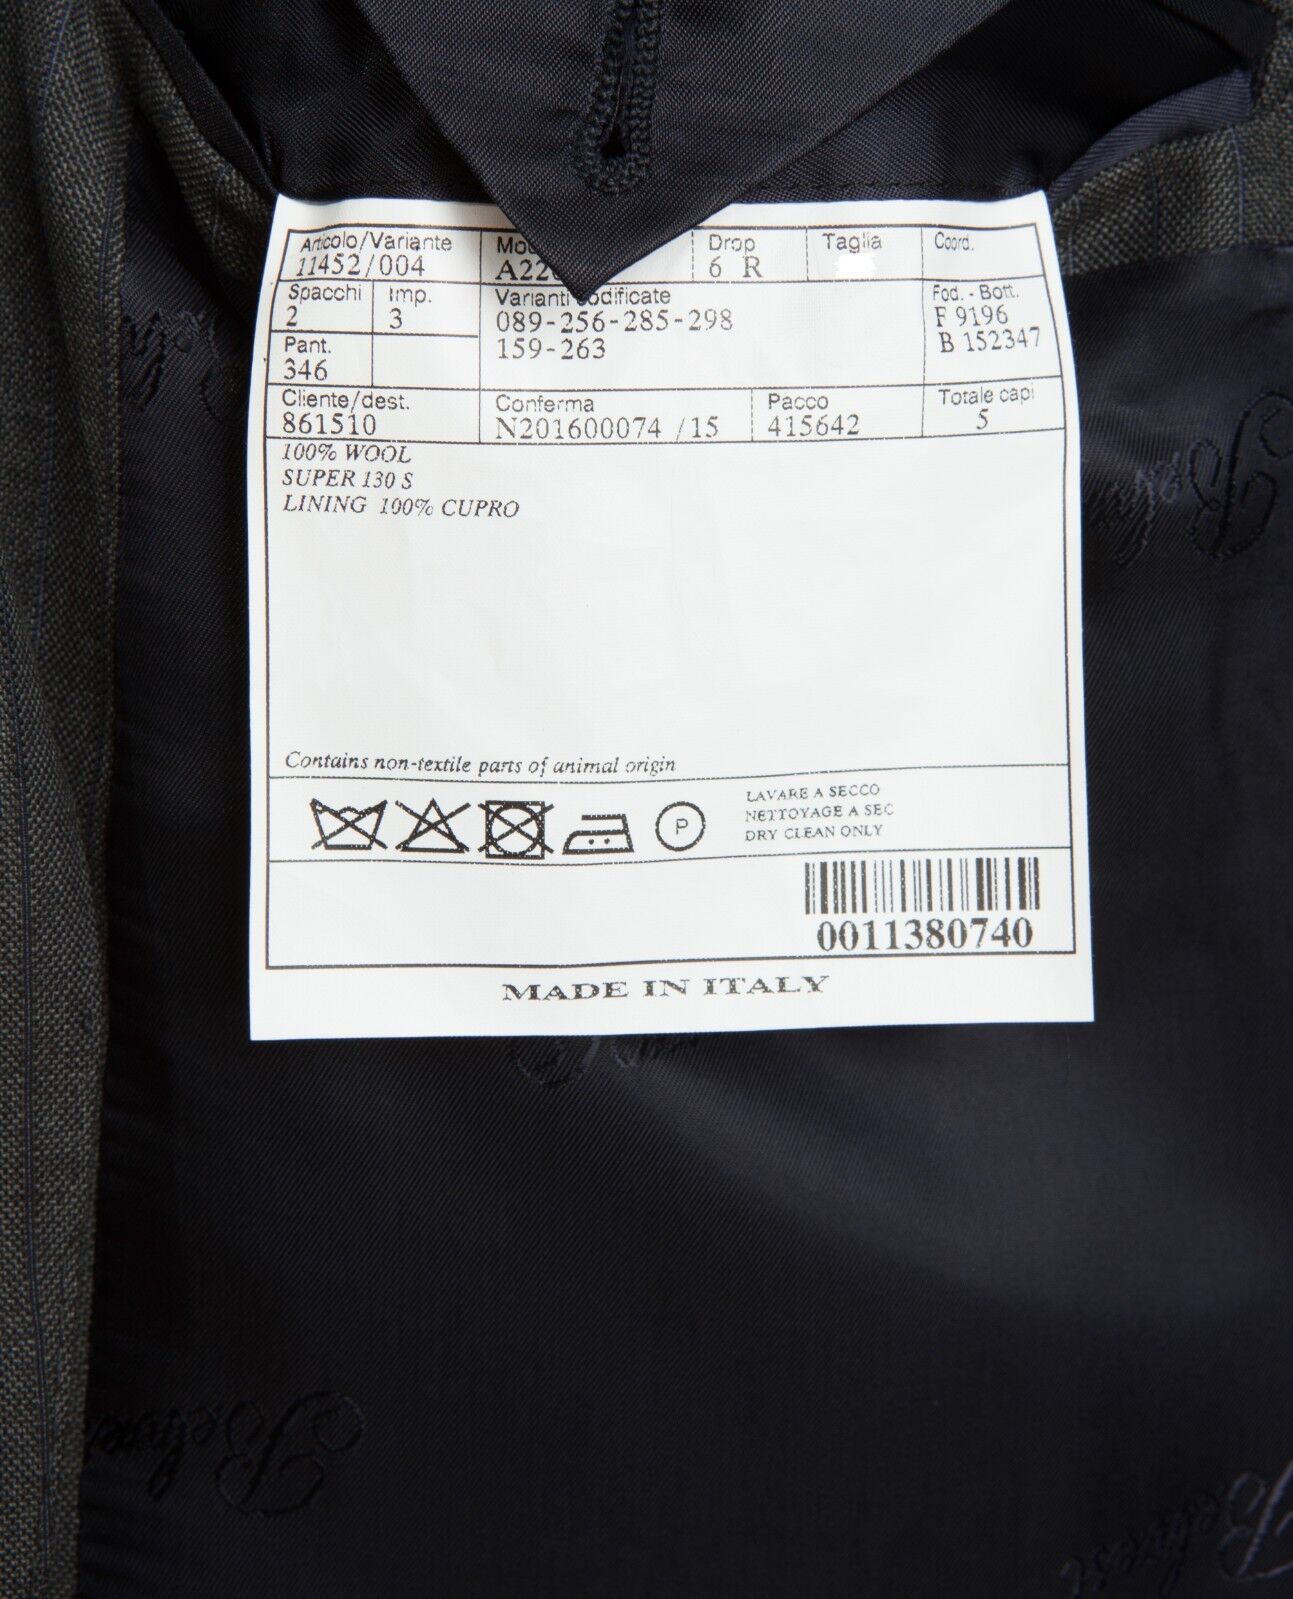 Articolo/Variante Drop Taglia Coord.
11452/004 6 R
Spacchi Imp. Varianti Fod. - Bott.
2 3 089-256-285-298 F 9196
Pant. 159-263 B 152347
346
Cliente/dest. Conferma Pacco Totale capi
861510 N201600074 /15 415642 5
100% WOOL
SUPER 130 S
LINING 100% CUPRO
Contains non-textile parts of animal origin
P
LAVARE A SECCO
NETTOYAGE A SEC
DRY CLEAN ONLY
0011380740
MADE IN ITALY
Belvest
Belvest